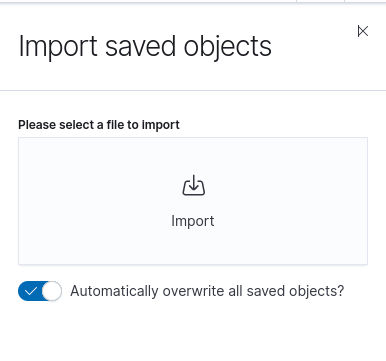 Import saved objects
Please select a file to import
Import
Automatically overwrite all saved objects?